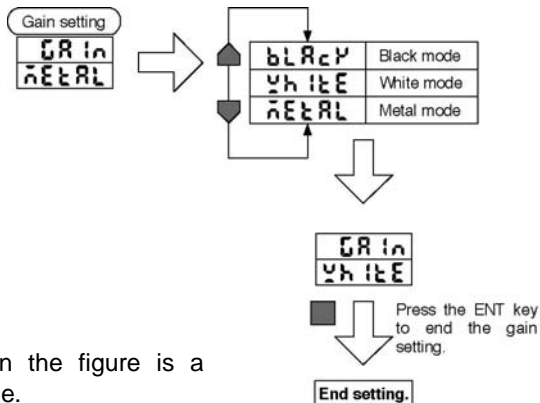 Gain setting
GAIn
METAL
bLAcK
Black mode
WhItE
White mode
METAL
Metal mode
GAIn
WhItE
Press the ENT key
to end the gain
setting.
n the figure is a
e.
End setting.